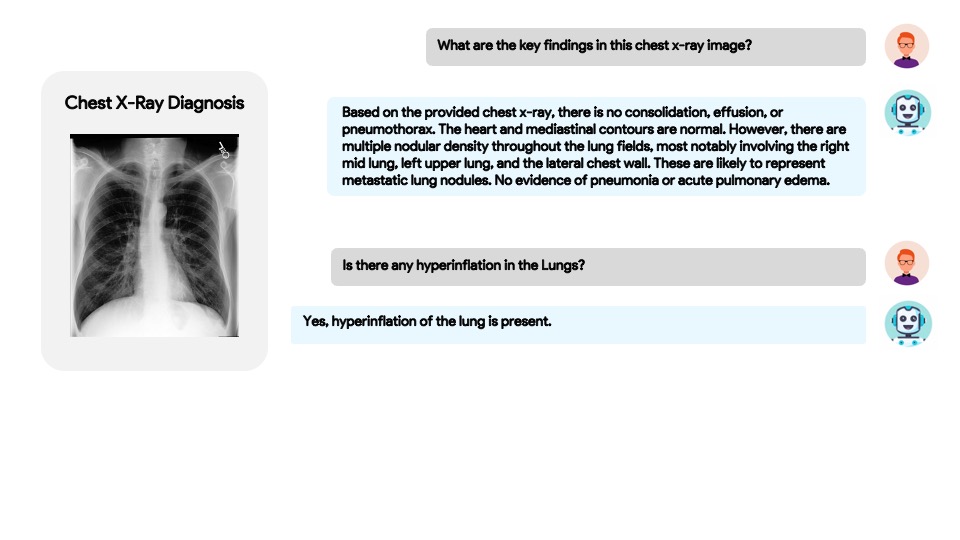 What are the key findings in this chest x-ray image?
Chest X-Ray Diagnosis
Based on the provided chest x-ray, there is no consolidation, effusion, or
pneumothorax. The heart and mediastinal contours are normal. However, there are
multiple nodular density throughout the lung fields, most notably involving the right
mid lung, left upper lung, and the lateral chest wall. These are likely to represent
metastatic lung nodules. No evidence of pneumonia or acute pulmonary edema.
Is there any hyperinflation in the Lungs?
Yes, hyperinflation of the lung is present.